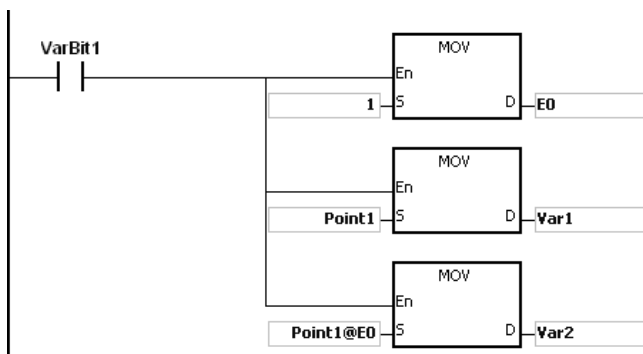 VarBit1
MOV
En
1 S D E0
MOV
En
Point1 S D Var1
MOV
En
Point1@E0 S D Var2